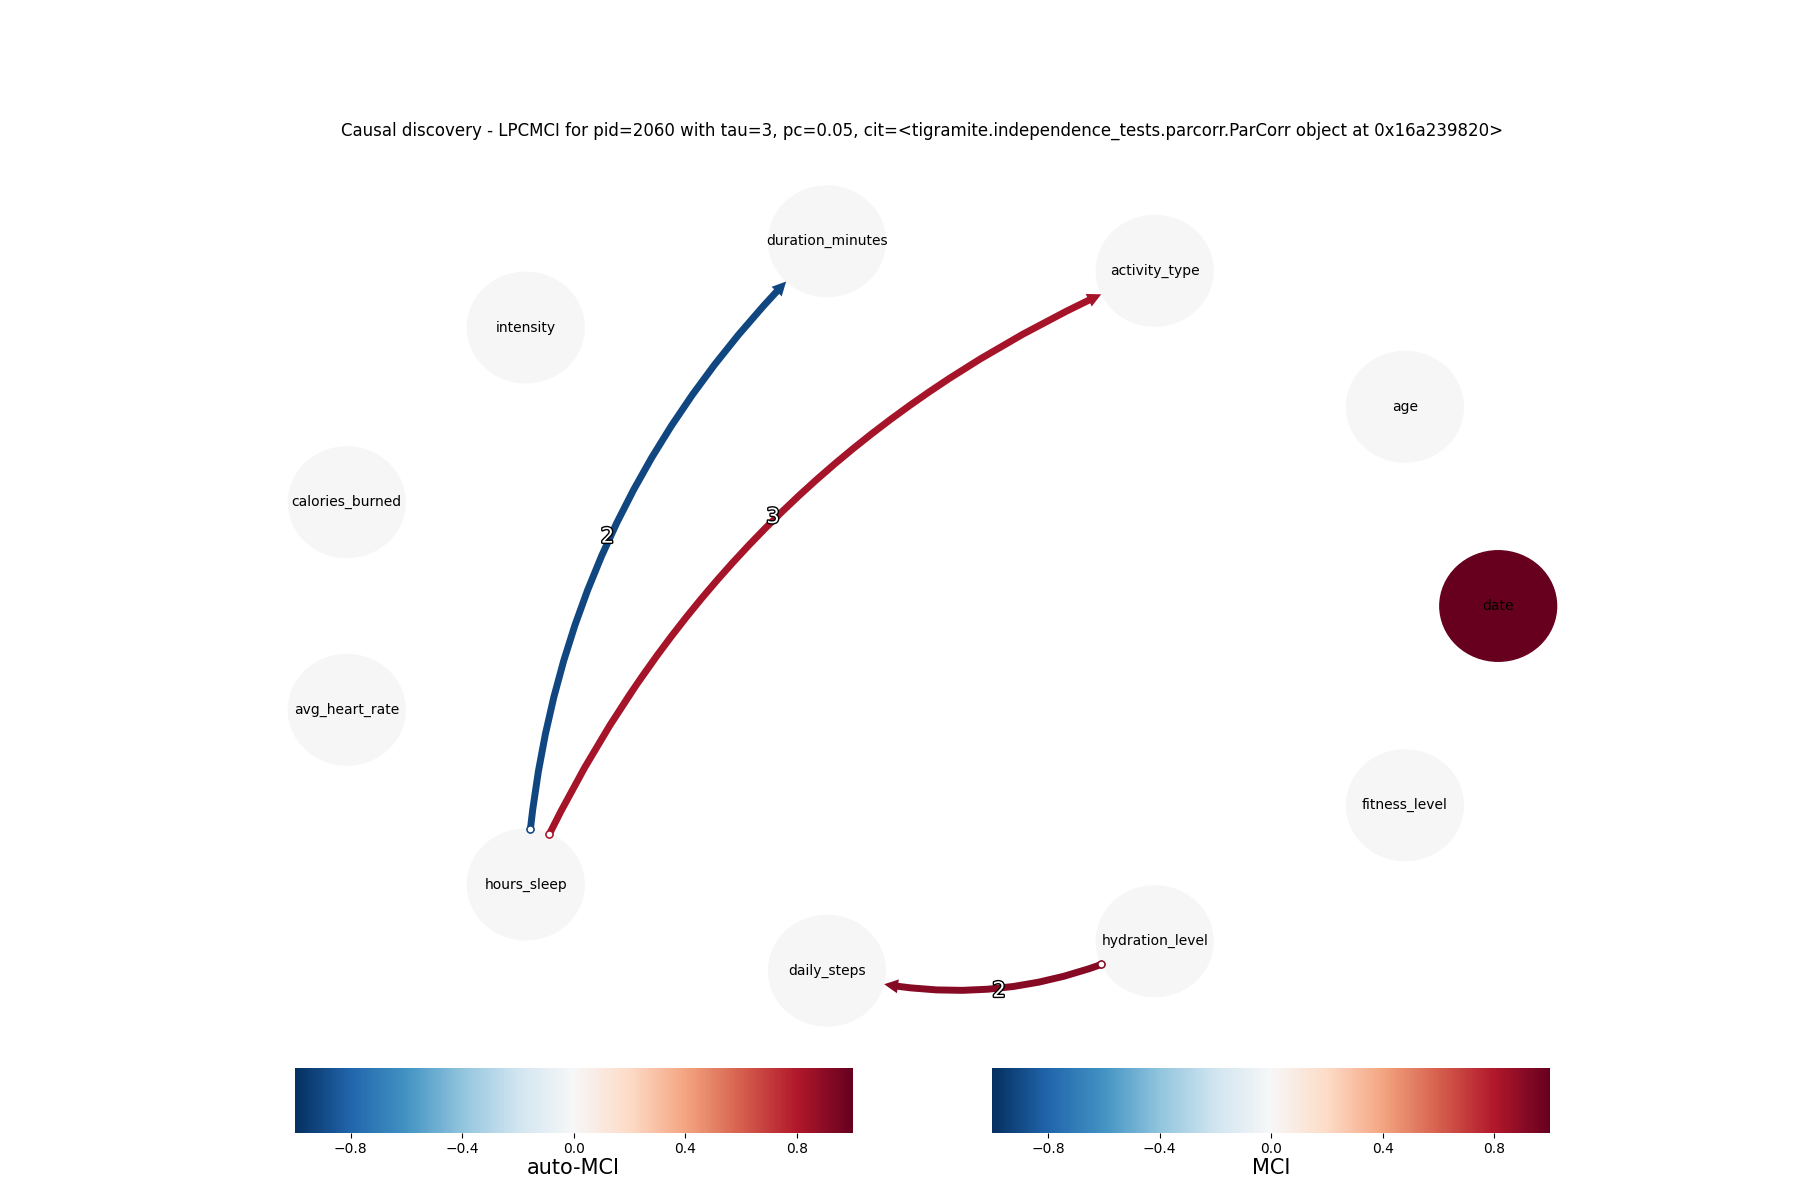 Causal discovery - LPCMCI for pid=2060 with tau=3, pc=0.05, cit=<tigramite.independence_tests.parcorr.ParCorr object at 0x16a239820>
duration_minutes
activity_type
intensity
age
calories_burned
3
2
date
avg_heart_rate
fitness_level
hours_sleep
hydration_level
daily_steps
2
−0.8 −0.4 0.0 0.4 0.8
auto-MCI
−0.8 −0.4 0.0 0.4 0.8
MCI